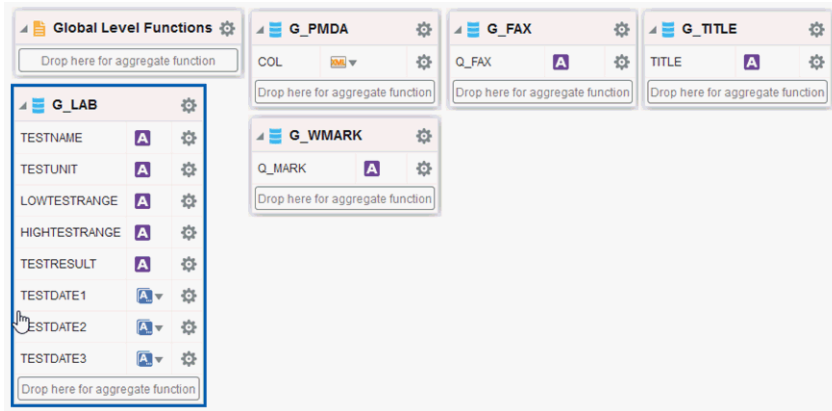 Global Level Functions
Drop here for aggregate function
G_LAB
TESTNAME A
TESTUNIT A
LOWTESTRANGE A
HIGHTESTRANGE A
TESTRESULT A
TESTDATE1 A
TESTDATE2 A
TESTDATE3 A
Drop here for aggregate function
G_PMDA
COL XML
Drop here for aggregate function
G_WMARK
Q_MARK A
Drop here for aggregate function
G_FAX
Q_FAX A
Drop here for aggregate function
G_TITLE
TITLE A
Drop here for aggregate function